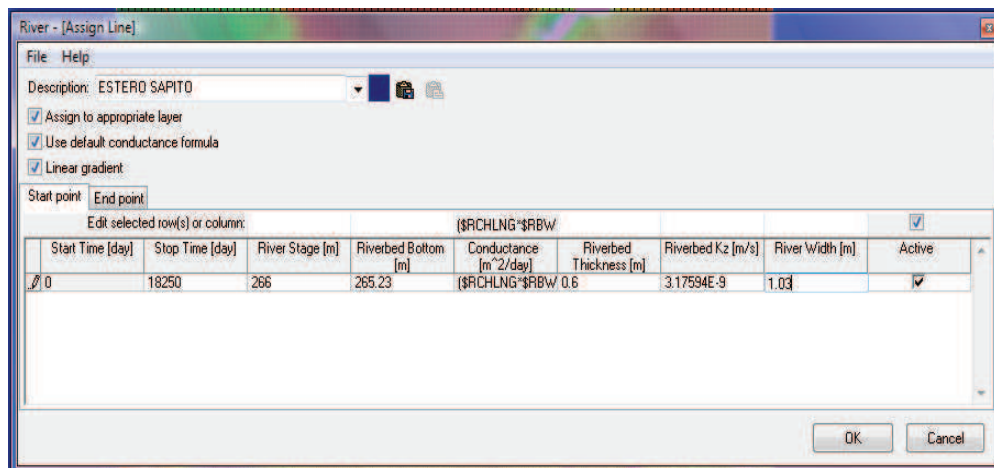 River - [Assign Line]
File Help
Description: ESTERO SAPITO
Assign to appropriate layer
Use default conductance formula
Linear gradient
Start point End point
Edit selected row(s) or column: ($RCHLNG*$RBW
Start Time [day] Stop Time [day] River Stage [m] Riverbed Bottom [m] Conductance [m^2/day] Riverbed Thickness [m] Riverbed Kz [m/s] River Width [m] Active
0 18250 266 265.23 ($RCHLNG*$RBW 0.6 3.17594E-9 1.03
OK Cancel